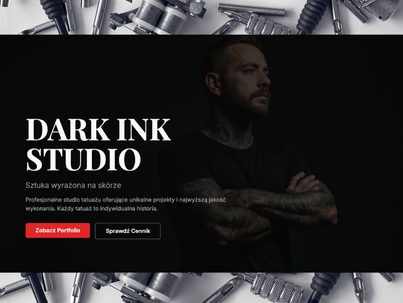 DARK INK
STUDIO
Sztuka wyrażona na skórze
Profesjonalne studio tatuażu oferujące unikalne projekty i najwyższą jakość
wykonania. Każdy tatuaż to indywidualna historia.
Zobacz Portfolio
Sprawdź Cennik